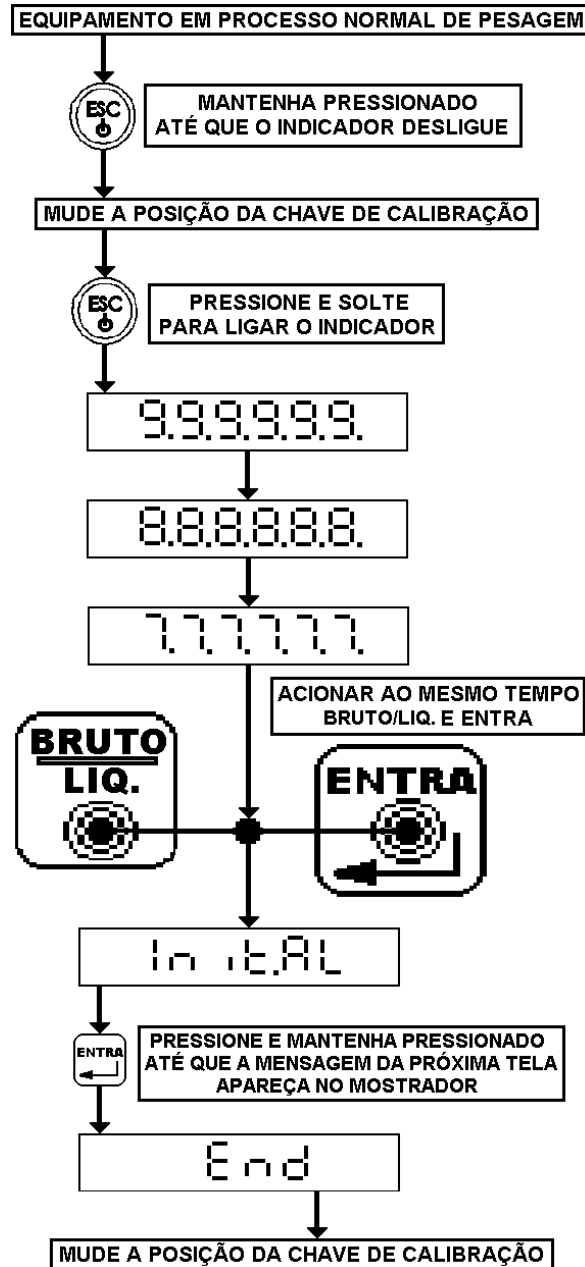 EQUIPAMENTO EM PROCESSO NORMAL DE PESAGEM
ESC
MANTENHA PRESSIONADO
ATÉ QUE O INDICADOR DESLIGUE
MUDE A POSIÇÃO DA CHAVE DE CALIBRAÇÃO
ESC
PRESSIONE E SOLTE
PARA LIGAR O INDICADOR
9.9.9.9.9.9.
8.8.8.8.8.8.
7.7.7.7.7.7.
ACIONAR AO MESMO TEMPO
BRUTO/LIQ. E ENTRA
BRUTO
LIQ.
ENTRA
Init.AL
ENTRA
PRESSIONE E MANTENHA PRESSIONADO
ATÉ QUE A MENSAGEM DA PRÓXIMA TELA
APAREÇA NO MOSTRADOR
End
MUDE A POSIÇÃO DA CHAVE DE CALIBRAÇÃO